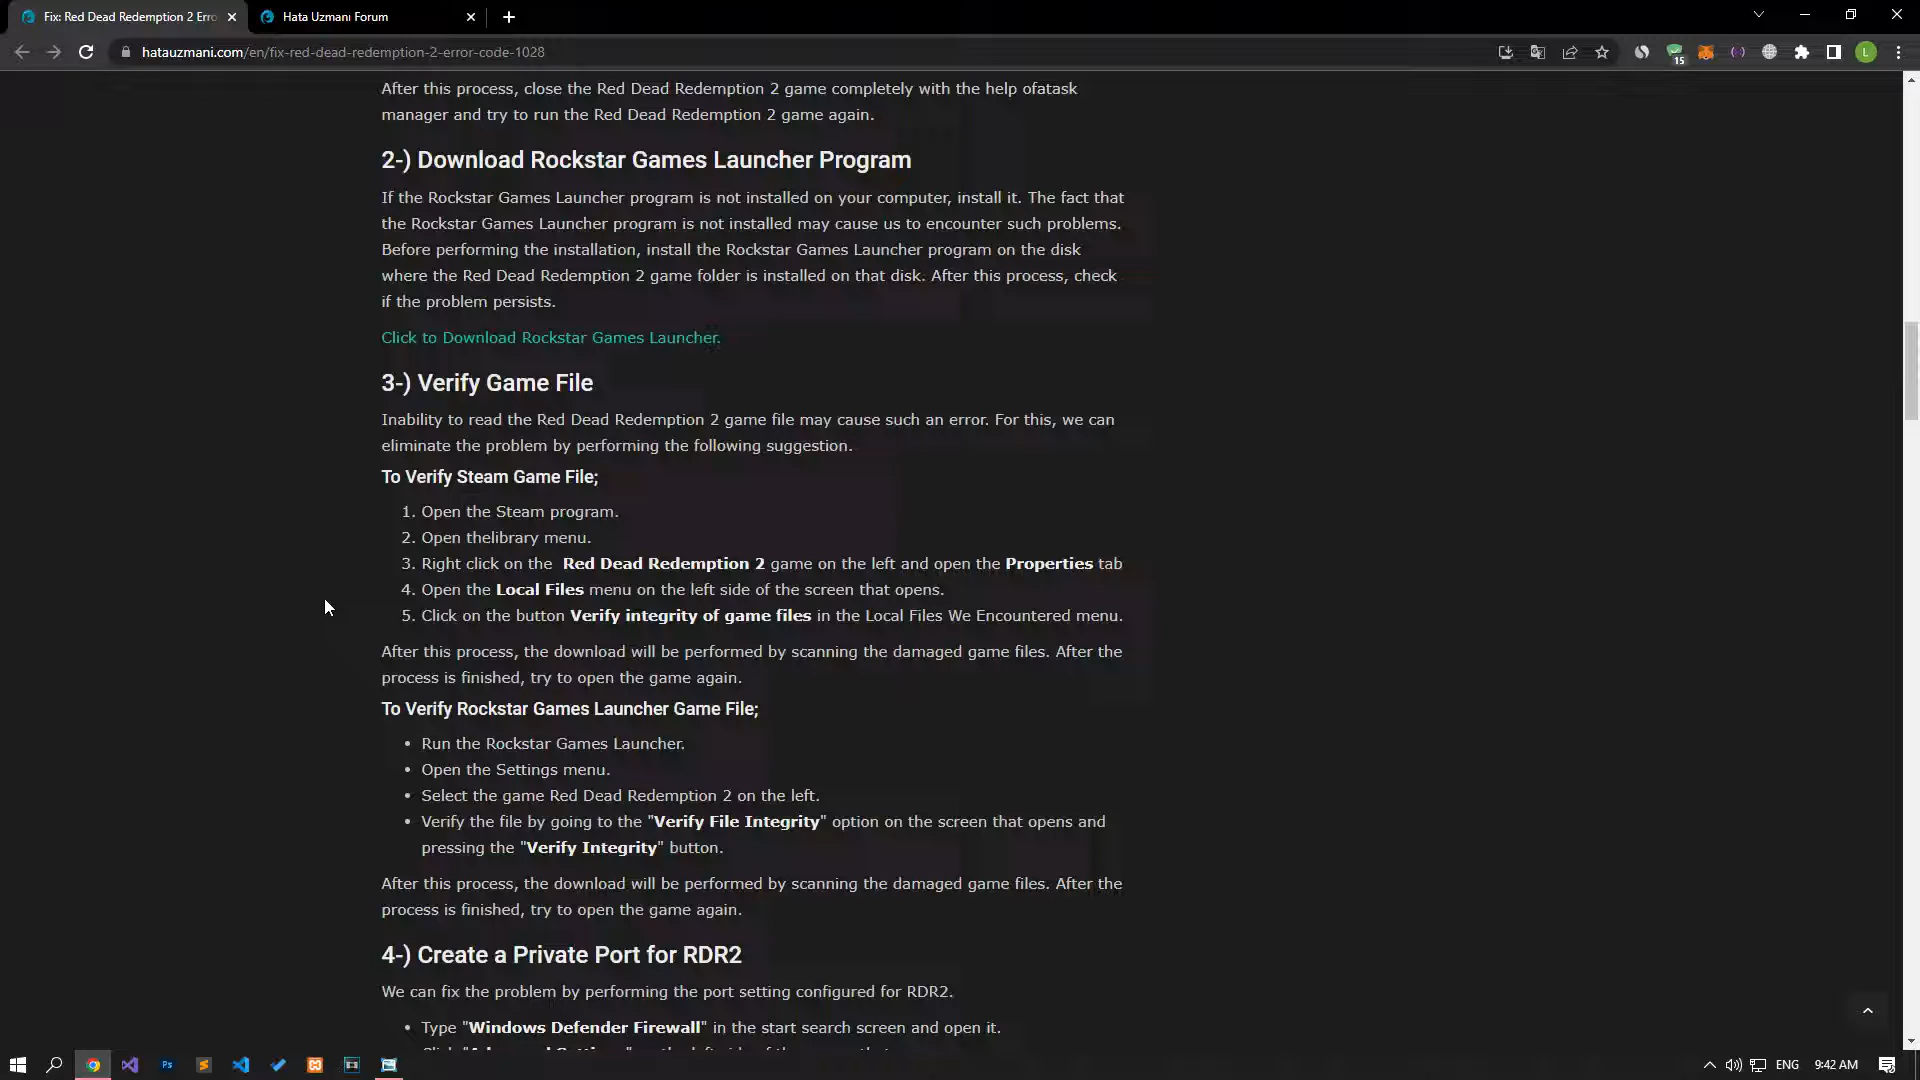 Fix: Red Dead Redemption 2 Erro
Hata Uzmanı Forum
hatauzmani.com/en/fix-red-dead-redemption-2-error-code-1028
15
L
After this process, close the Red Dead Redemption 2 game completely with the help ofatask
manager and try to run the Red Dead Redemption 2 game again.
2-) Download Rockstar Games Launcher Program
If the Rockstar Games Launcher program is not installed on your computer, install it. The fact that
the Rockstar Games Launcher program is not installed may cause us to encounter such problems.
Before performing the installation, install the Rockstar Games Launcher program on the disk
where the Red Dead Redemption 2 game folder is installed on that disk. After this process, check
if the problem persists.
Click to Download Rockstar Games Launcher.
3-) Verify Game File
Inability to read the Red Dead Redemption 2 game file may cause such an error. For this, we can
eliminate the problem by performing the following suggestion.
To Verify Steam Game File;
1. Open the Steam program.
2. Open thelibrary menu.
3. Right click on the Red Dead Redemption 2 game on the left and open the Properties tab
4. Open the Local Files menu on the left side of the screen that opens.
5. Click on the button Verify integrity of game files in the Local Files We Encountered menu.
After this process, the download will be performed by scanning the damaged game files. After the
process is finished, try to open the game again.
To Verify Rockstar Games Launcher Game File;
• Run the Rockstar Games Launcher.
• Open the Settings menu.
• Select the game Red Dead Redemption 2 on the left.
• Verify the file by going to the "Verify File Integrity" option on the screen that opens and
pressing the "Verify Integrity" button.
After this process, the download will be performed by scanning the damaged game files. After the
process is finished, try to open the game again.
4-) Create a Private Port for RDR2
We can fix the problem by performing the port setting configured for RDR2.
• Type "Windows Defender Firewall" in the start search screen and open it.
Ps
ENG
9:42 AM